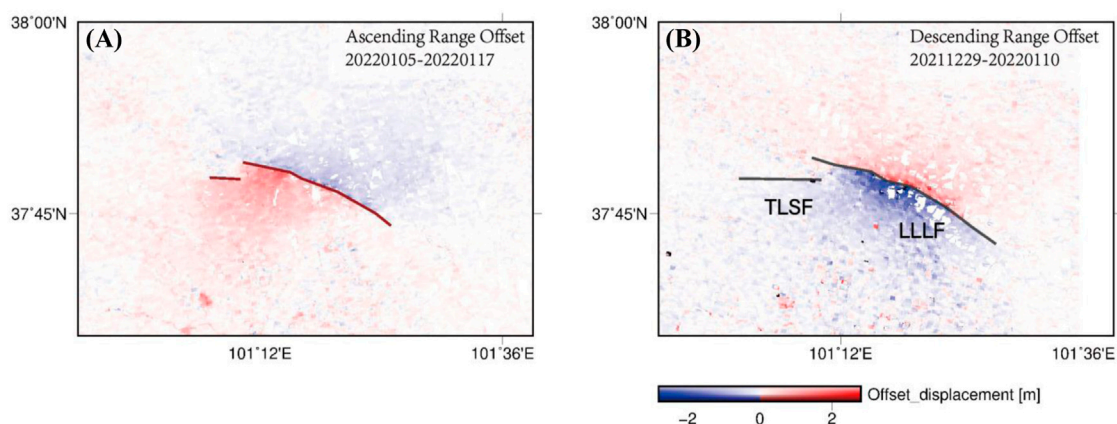 38°00'N
(A)
Ascending Range Offset
20220105-20220117
37°45'N
101°12'E
101°36'E
38°00'N
(B)
Descending Range Offset
20211229-20220110
TLSF
LLLF
37°45'N
101°12'E
101°36'E
Offset_displacement [m]
−2
0
2